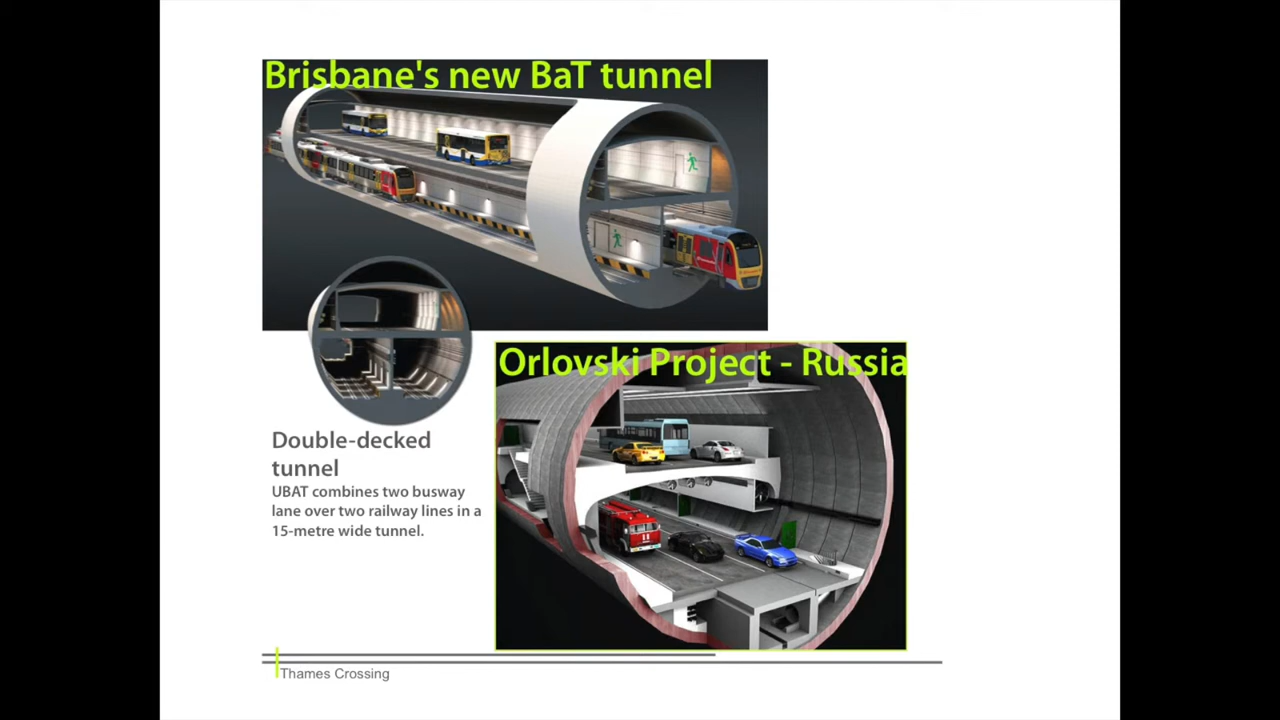 Brisbane's new BaT tunnel
Orlovski Project - Russia
Double-decked
tunnel
UBAT combines two busway
lane over two railway lines in a
15-metre wide tunnel.
Thames Crossing